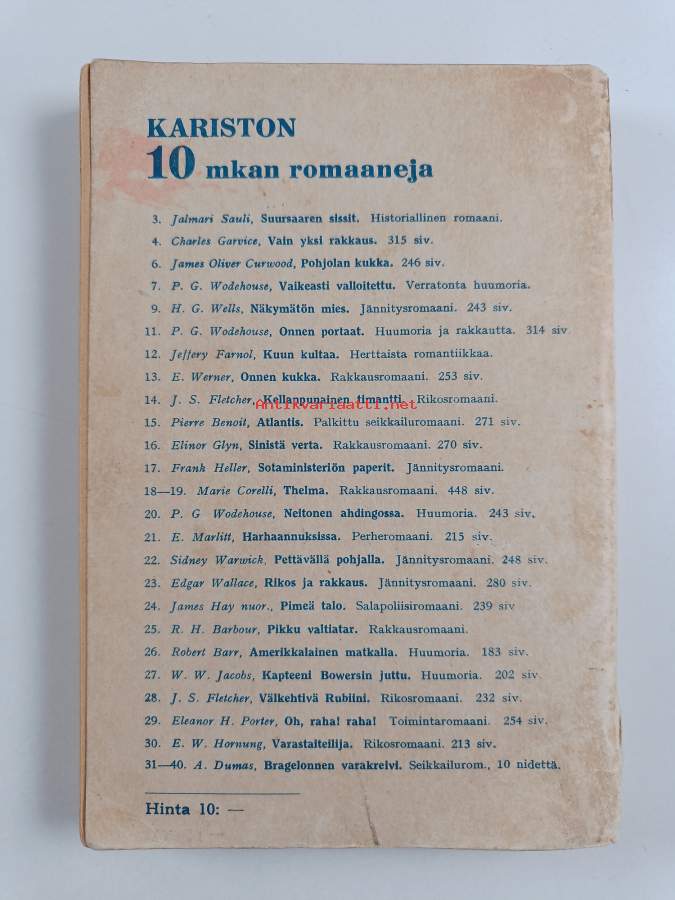 KARISTON
10 mkan romaaneja
3. Jalmari Sauli, Suursaaren sissit. Historiallinen romaani.
4. Charles Garvice, Vain yksi rakkaus. 315 siv.
6. James Oliver Curwood, Pohjolan kukka. 246 siv.
7. P. G. Wodehouse, Vaikeasti valloitettu. Verratonta huumoria.
9. H. G. Wells, Näkymätön mies. Jännitysromaani. 243 siv.
11. P. G. Wodehouse, Onnen portaat. Huumoria ja rakkautta. 314 siv
12. Jeffery Farnol, Kuun kultaa. Herttaista romantiikkaa.
13. E. Werner, Onnen kukka. Rakkausromaani. 253 siv.
14. J. S. Fletcher, Kellanpunainen timantti. Rikosromaani.
Antikvariaatti.net
15. Pierre Benoit, Atlantis. Palkittu seikkailuromaani. 271 siv.
16. Elinor Glyn, Sinistä verta. Rakkausromaani. 270 siv.
17. Frank Heller, Sotaministeriön paperit. Jännitysromaani.
18—19. Marie Corelli, Thelma. Rakkausromaani. 448 siv.
20. P. G Wodehouse, Neitonen ahdingossa. Huumoria. 243 siv.
21. E. Marlitt, Harhaannuksissa. Perheromaani. 215 siv.
22. Sidney Warwick, Pettävällä pohjalla. Jännitysromaani. 248 siv.
23. Edgar Wallace, Rikos ja rakkaus. Jännitysromaani. 280 siv.
24. James Hay nuor., Pimeä talo. Salapoliisiromaani. 239 siv
25. R. H. Barbour, Pikku valtiatar. Rakkausromaani.
26. Robert Barr, Amerikkalainen matkalla. Huumoria. 183 siv.
27. W. W. Jacobs, Kapteeni Bowersin juttu. Huumoria. 202 siv.
28. J. S. Fletcher, Välkehtivä Rubiini. Rikosromaani. 232 siv.
29. Eleanor H. Porter, Oh, raha! raha! Toimintaromaani. 254 siv.
30. E. W. Hornung, Varastaiteilija. Rikosromaani. 213 siv.
31—40. A. Dumas, Bragelonnen varakreivi. Seikkailurom., 10 nidettä.
Hinta 10: —